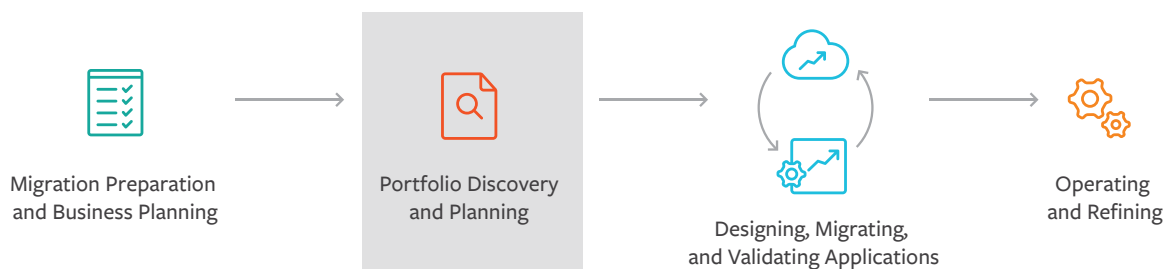 Migration Preparation
and Business Planning
Portfolio Discovery
and Planning
Designing, Migrating,
and Validating Applications
Operating
and Refining